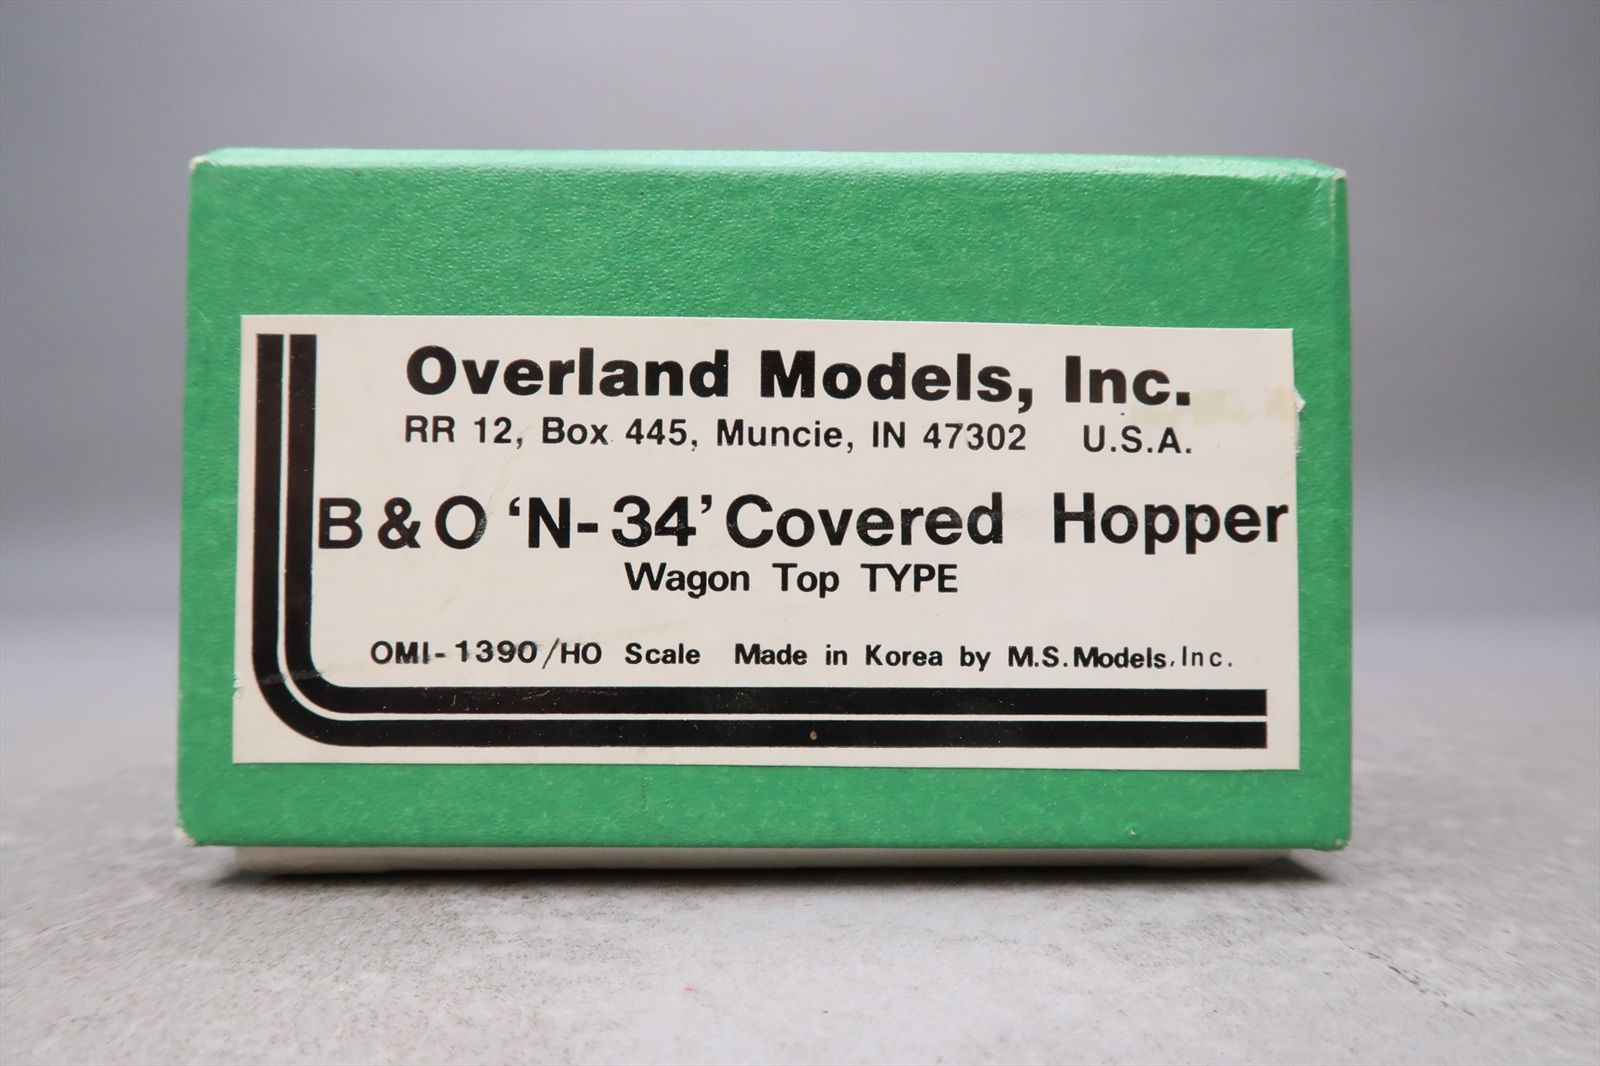 Overland Models, Inc.
RR 12, Box 445, Muncie, IN 47302 U.S.A.
B & O ‘N-34’ Covered Hopper
Wagon Top TYPE
OMI-1390/HO Scale Made in Korea by M.S. Models, Inc.